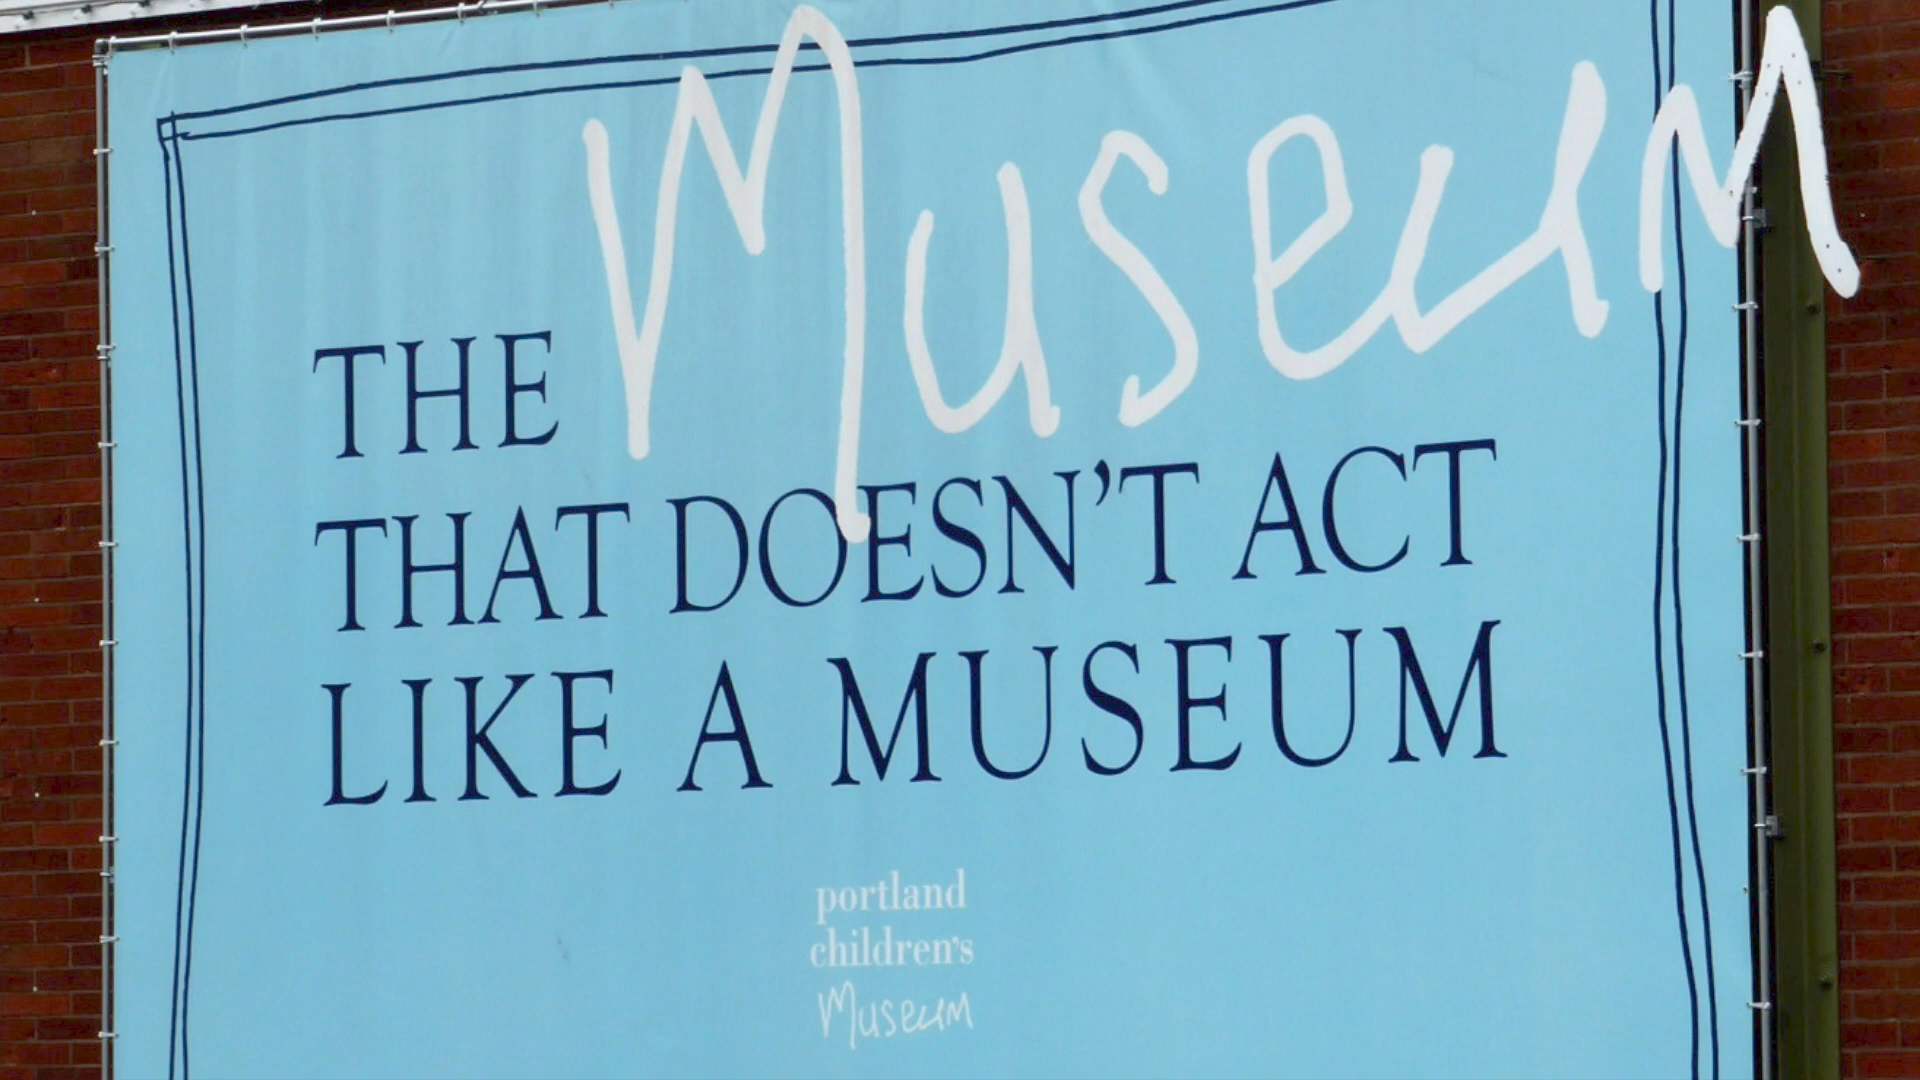 THE Museum
THAT DOESN'T ACT
LIKE A MUSEUM
portland
children's
Museum